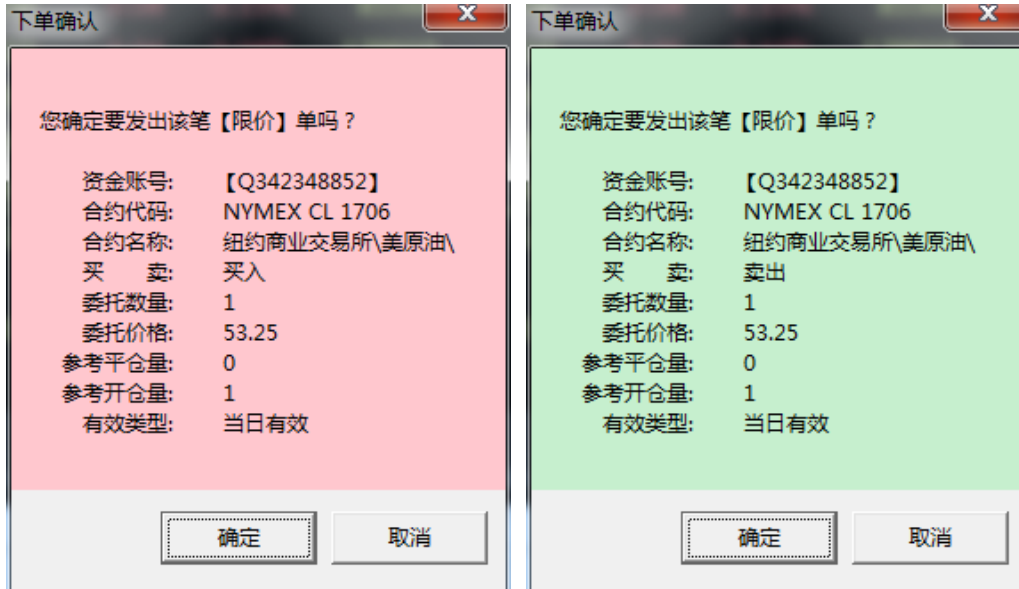 下单确认
您确定要发出该笔【限价】单吗？
资金账号: 【Q342348852】
合约代码: NYMEX CL 1706
合约名称: 纽约商业交易所\美原油\
买 卖: 买入
委托数量: 1
委托价格: 53.25
参考平仓量: 0
参考开仓量: 1
有效类型: 当日有效
确定 取消
下单确认
您确定要发出该笔【限价】单吗？
资金账号: 【Q342348852】
合约代码: NYMEX CL 1706
合约名称: 纽约商业交易所\美原油\
买 卖: 卖出
委托数量: 1
委托价格: 53.25
参考平仓量: 0
参考开仓量: 1
有效类型: 当日有效
确定 取消